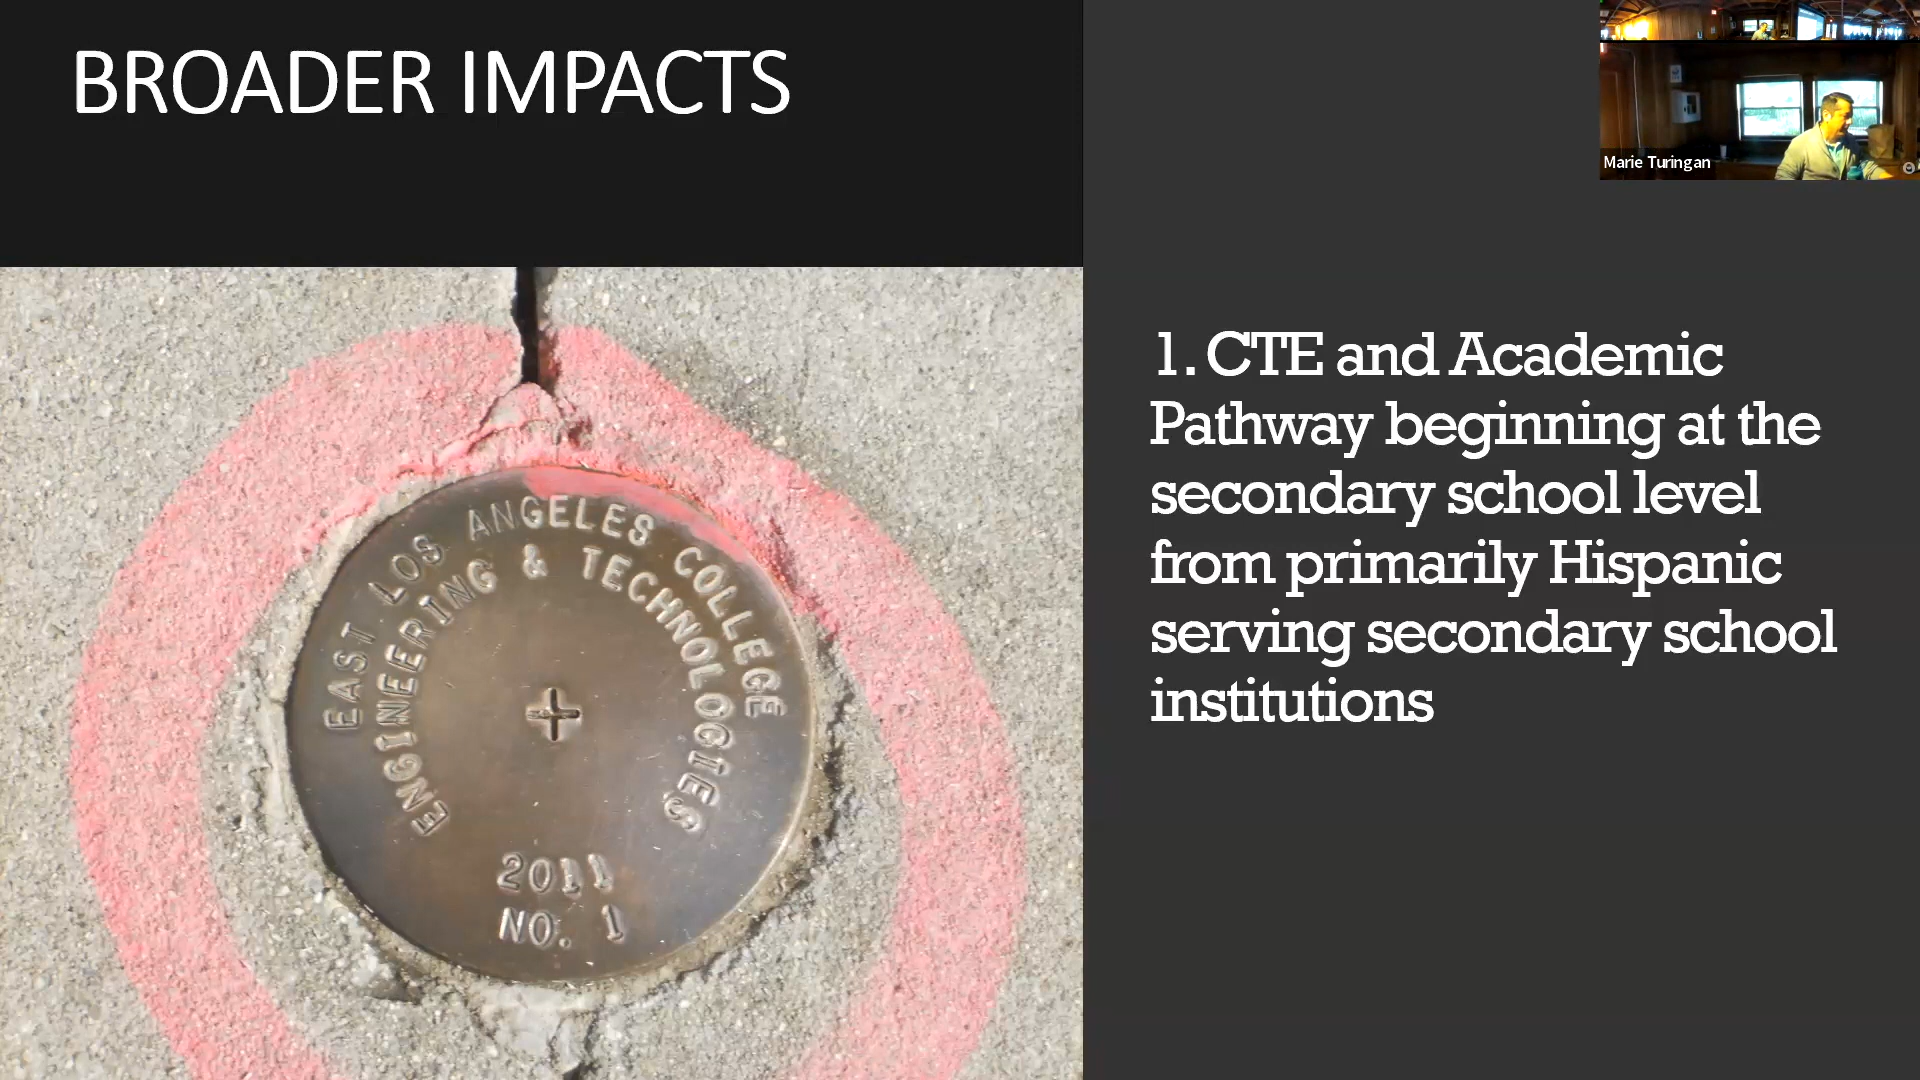 BROADER IMPACTS
Marie Turingan
1. CTE and Academic
Pathway beginning at the
secondary school level
from primarily Hispanic
serving secondary school
institutions
EAST LOS ANGELES COLLEGE
ENGINEERING & TECHNOLOGIES
2011
NO. 1